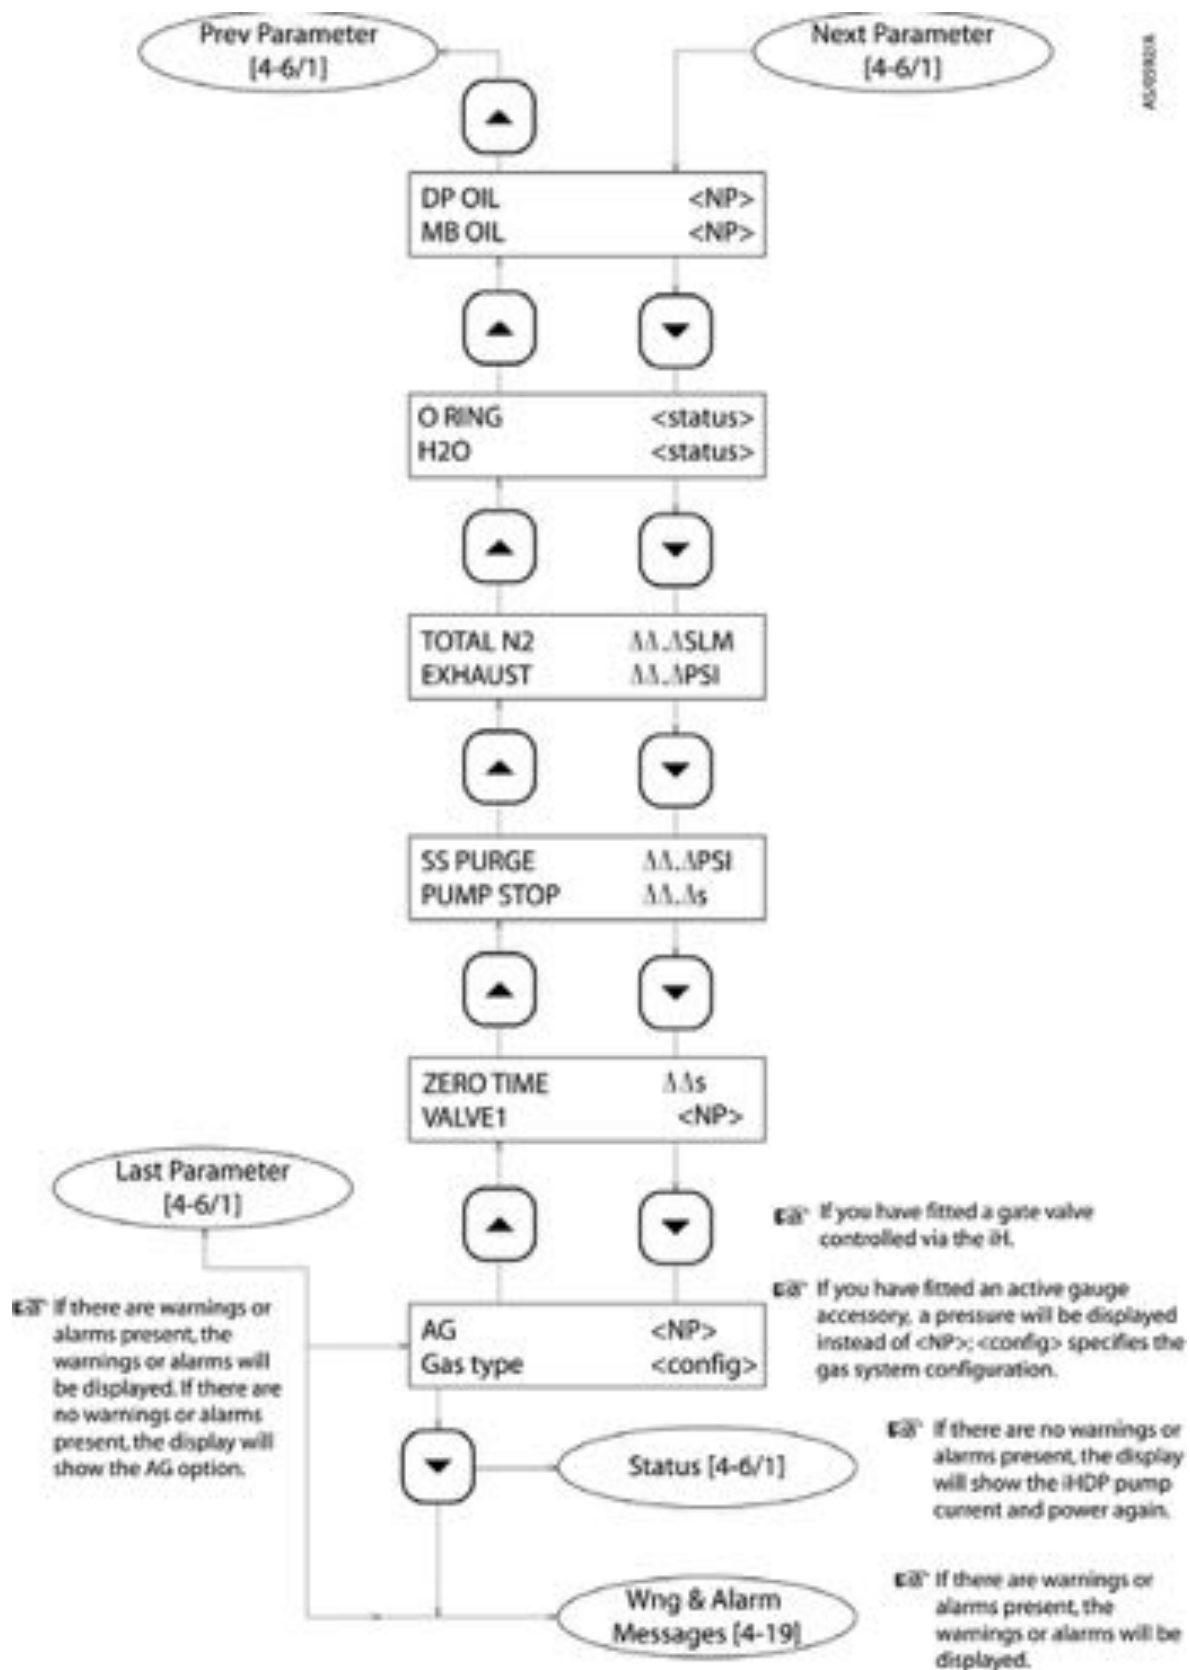 Prev Parameter
[4-6/1]
Next Parameter
[4-6/1]
AS/0592/A
DP OIL <NP>
MB OIL <NP>
O RING <status>
H2O <status>
TOTAL N2 ΔΔ.ΔSLM
EXHAUST ΔΔ.ΔPSI
SS PURGE ΔΔ.ΔPSI
PUMP STOP ΔΔ.Δs
ZERO TIME ΔΔs
VALVE1 <NP>
Last Parameter
[4-6/1]
If you have fitted a gate valve
controlled via the iH.
If there are warnings or
alarms present, the
warnings or alarms will
be displayed. If there are
no warnings or alarms
present, the display will
show the AG option.
If you have fitted an active gauge
accessory, a pressure will be displayed
instead of <NP>; <config> specifies the
gas system configuration.
AG <NP>
Gas type <config>
Status [4-6/1]
If there are no warnings or
alarms present, the display
will show the iHDP pump
current and power again.
Wng & Alarm
Messages [4-19]
If there are warnings or
alarms present, the
warnings or alarms will be
displayed.